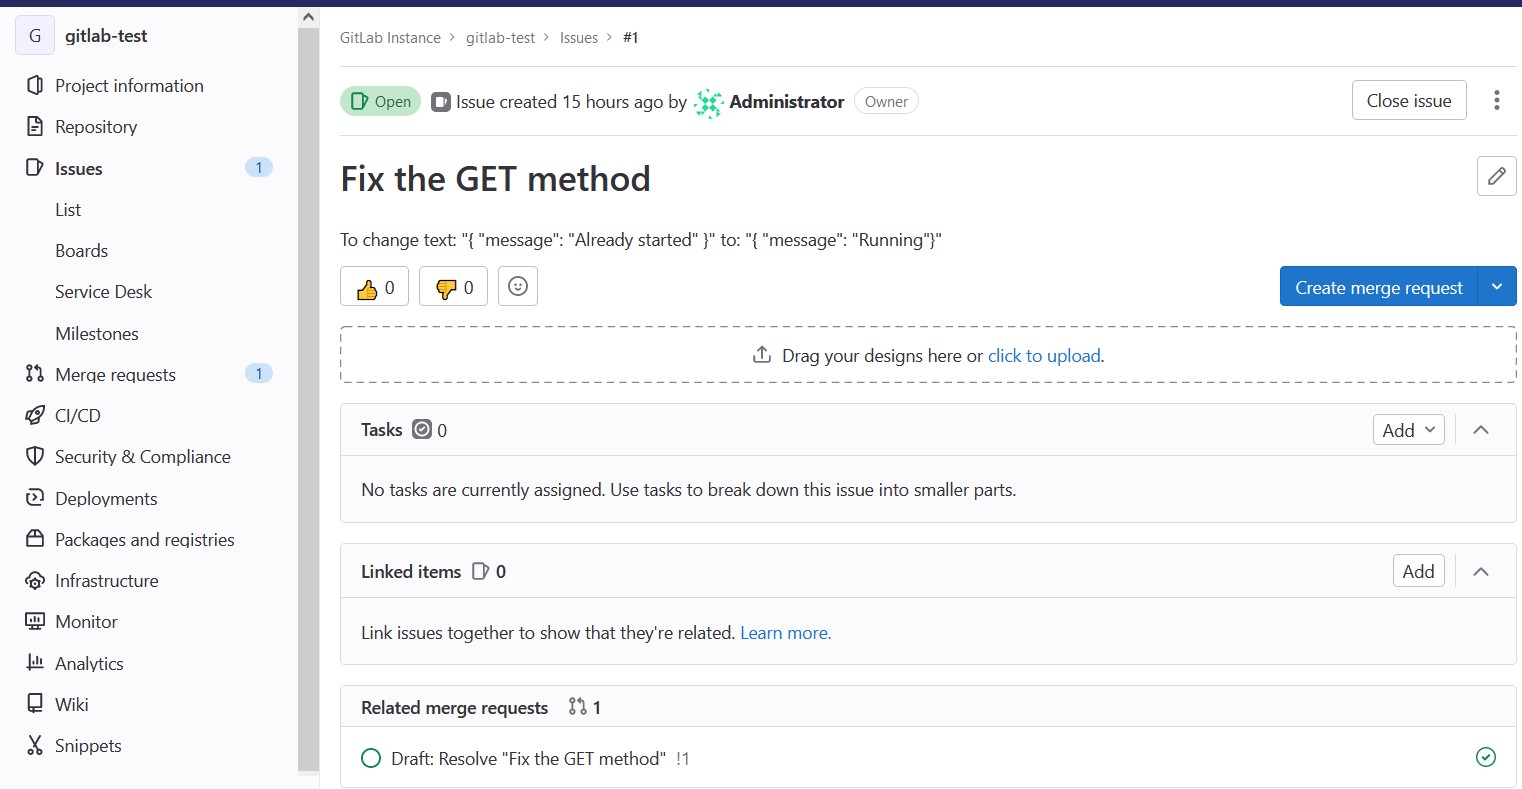 G gitlab-test
Project information
Repository
Issues 1
List
Boards
Service Desk
Milestones
Merge requests 1
CI/CD
Security & Compliance
Deployments
Packages and registries
Infrastructure
Monitor
Analytics
Wiki
Snippets
GitLab Instance > gitlab-test > Issues > #1
Open Issue created 15 hours ago by Administrator Owner
Close issue
Fix the GET method
To change text: "{ "message": "Already started" }" to: "{ "message": "Running"}"
0 0
Create merge request
Drag your designs here or click to upload.
Tasks 0
Add
No tasks are currently assigned. Use tasks to break down this issue into smaller parts.
Linked items 0
Add
Link issues together to show that they're related. Learn more.
Related merge requests 1
Draft: Resolve "Fix the GET method" !1